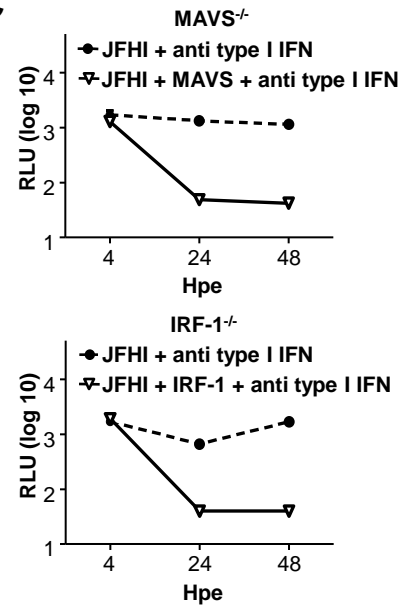 MAVS-/-
JFHI + anti type I IFN
JFHI + MAVS + anti type I IFN
RLU (log 10)
4
3
2
1
4 24 48
Hpe
IRF-1-/-
JFHI + anti type I IFN
JFHI + IRF-1 + anti type I IFN
RLU (log 10)
4
3
2
1
4 24 48
Hpe